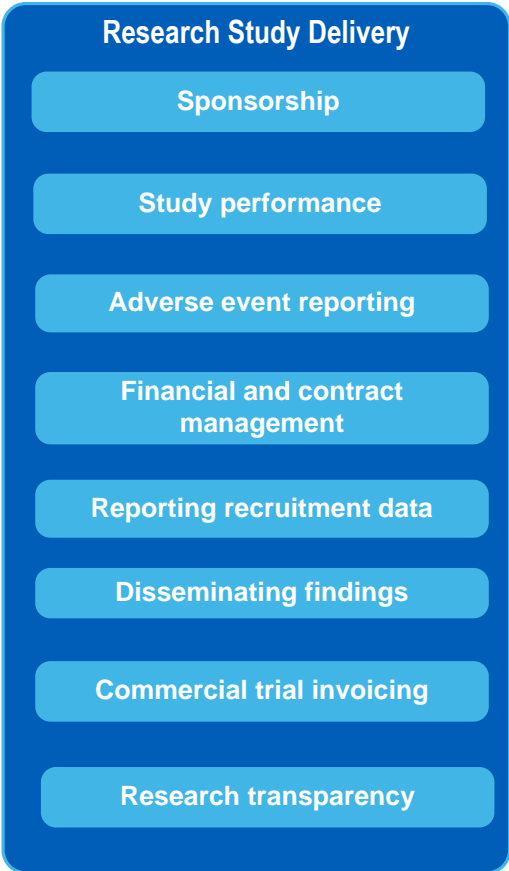 Research Study Delivery
Sponsorship
Study performance
Adverse event reporting
Financial and contract
management
Reporting recruitment data
Disseminating findings
Commercial trial invoicing
Research transparency